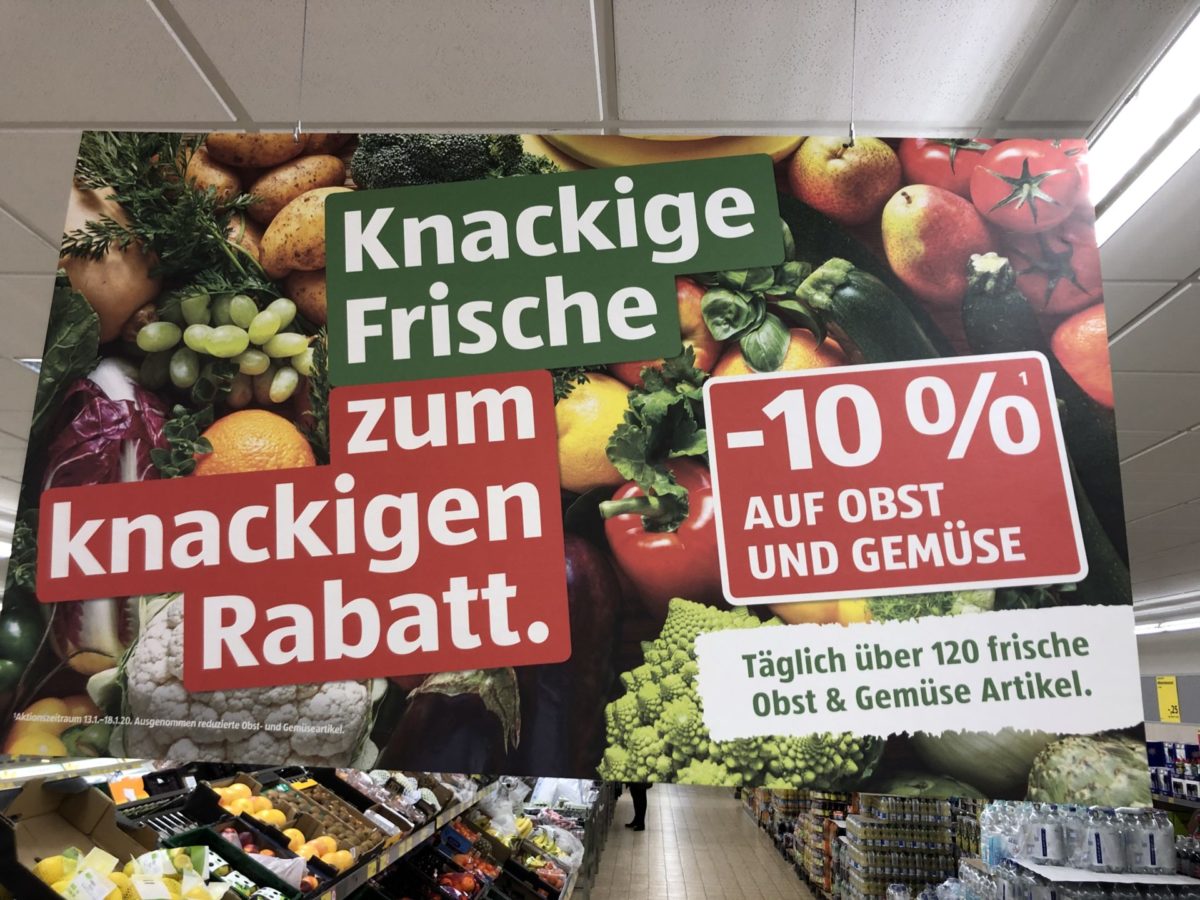 Knackige
Frische
zum
knackigen
Rabatt.
-10 %¹
AUF OBST
UND GEMÜSE
Täglich über 120 frische
Obst & Gemüse Artikel.
¹Aktionszeitraum 13.1.–18.1.20. Ausgenommen reduzierte Obst- und Gemüseartikel.
-.25